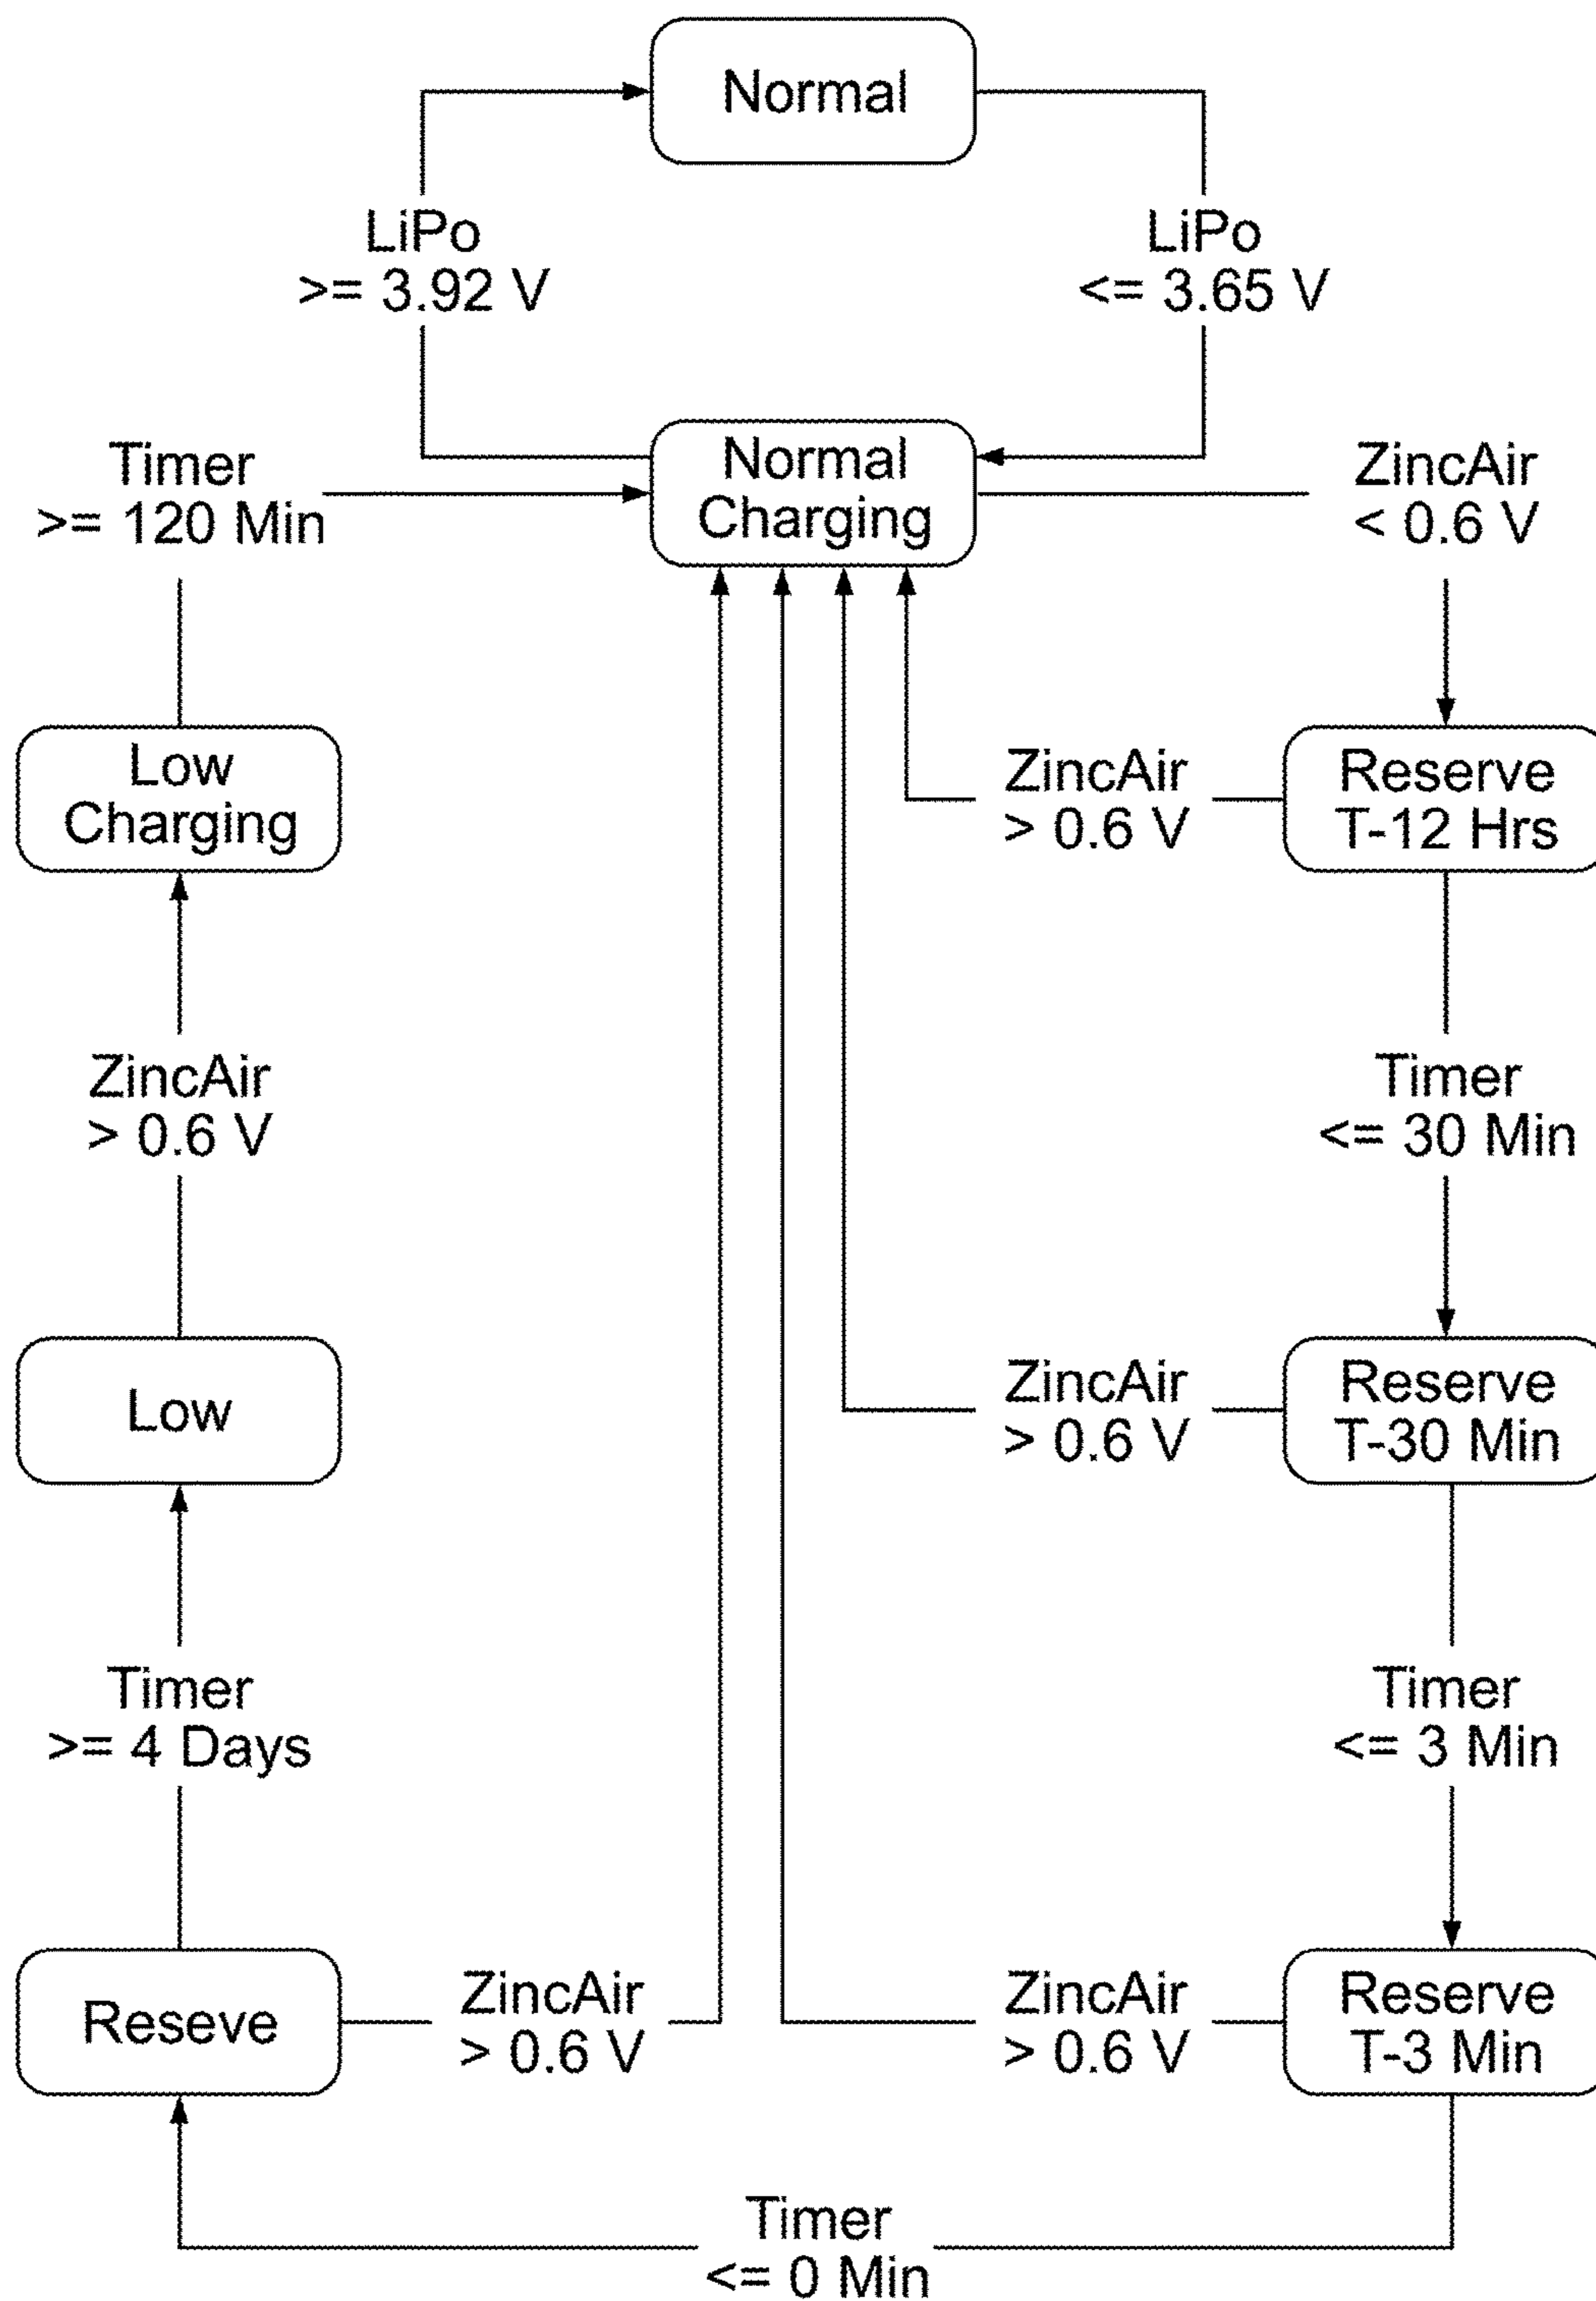 Normal
LiPo
>= 3.92 V
LiPo
<= 3.65 V
Timer
>= 120 Min
Normal
Charging
ZincAir
< 0.6 V
Low
Charging
ZincAir
> 0.6 V
Reserve
T-12 Hrs
ZincAir
> 0.6 V
Timer
<= 30 Min
Low
ZincAir
> 0.6 V
Reserve
T-30 Min
Timer
>= 4 Days
Timer
<= 3 Min
Reseve
ZincAir
> 0.6 V
ZincAir
> 0.6 V
Reserve
T-3 Min
Timer
<= 0 Min